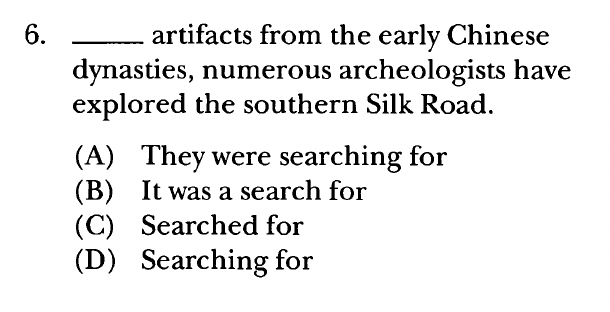 6. _____ artifacts from the early Chinese
dynasties, numerous archeologists have
explored the southern Silk Road.
(A) They were searching for
(B) It was a search for
(C) Searched for
(D) Searching for